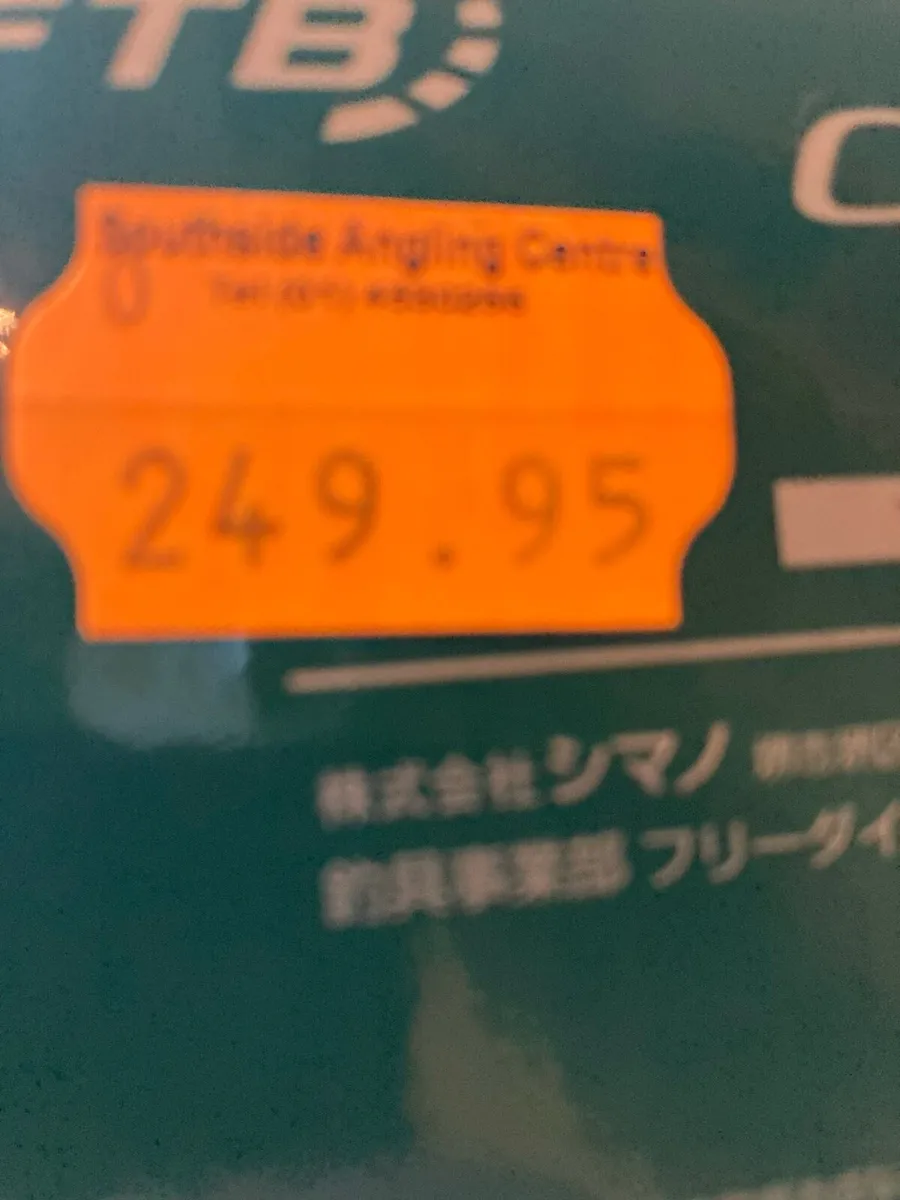 FTB
C
Southside Angling Centre
0
249.95
株式会社シマノ
釣具事業部 フリーダイ